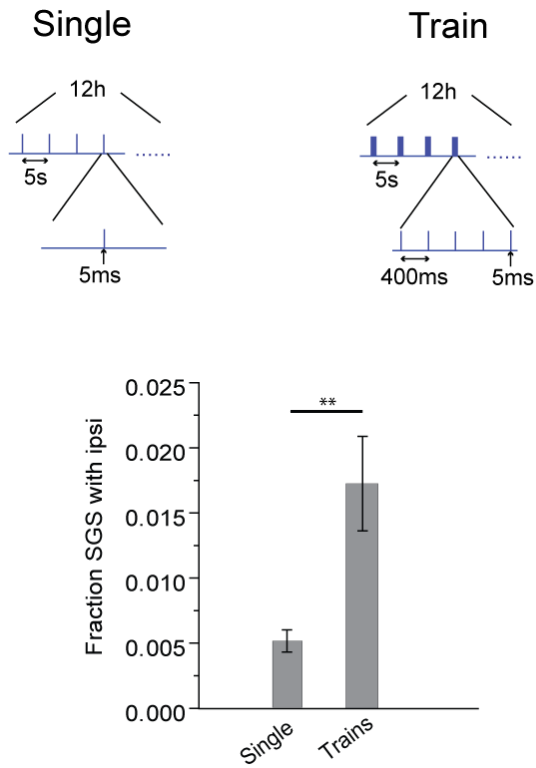 Single
Train
12h
12h
5s
5s
5ms
400ms
5ms
Fraction SGS with ipsi
0.025
0.020
0.015
0.010
0.005
0.000
**
Single
Trains